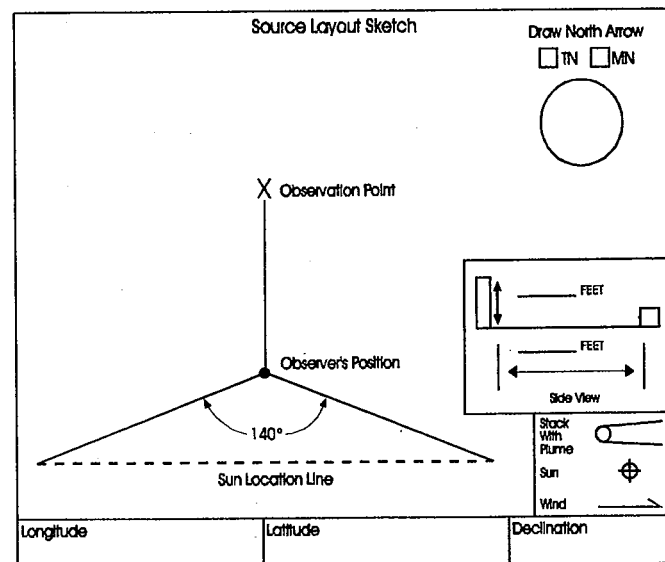 Source Layout Sketch
Draw North Arrow
TN MN
X Observation Point
FEET
FEET
Side View
Observer's Position
140°
Sun Location Line
Stack
With
Plume
Sun
Wind
Longitude
Latitude
Declination